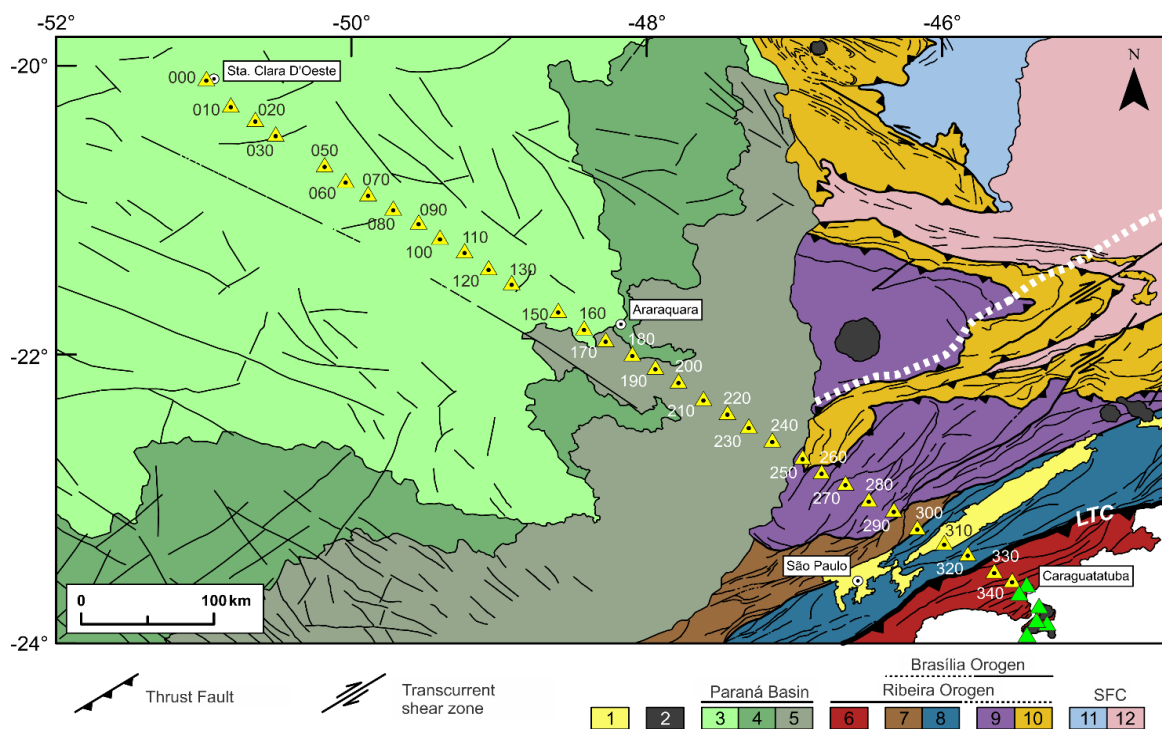 -52° -50° -48° -46°
-20°
-22°
-24°
N
000
Sta. Clara D'Oeste
010
020
030
050
060
070
080
090
100
110
120
130
150
160
Araraquara
170
180
190
200
210
220
230
240
250
260
270
280
290
300
310
LTC
São Paulo
320
330
340
Caraguatatuba
0 100 km
Thrust Fault
Transcurrent
shear zone
Brasília Orogen
Paraná Basin Ribeira Orogen SFC
1 2 3 4 5 6 7 8 9 10 11 12